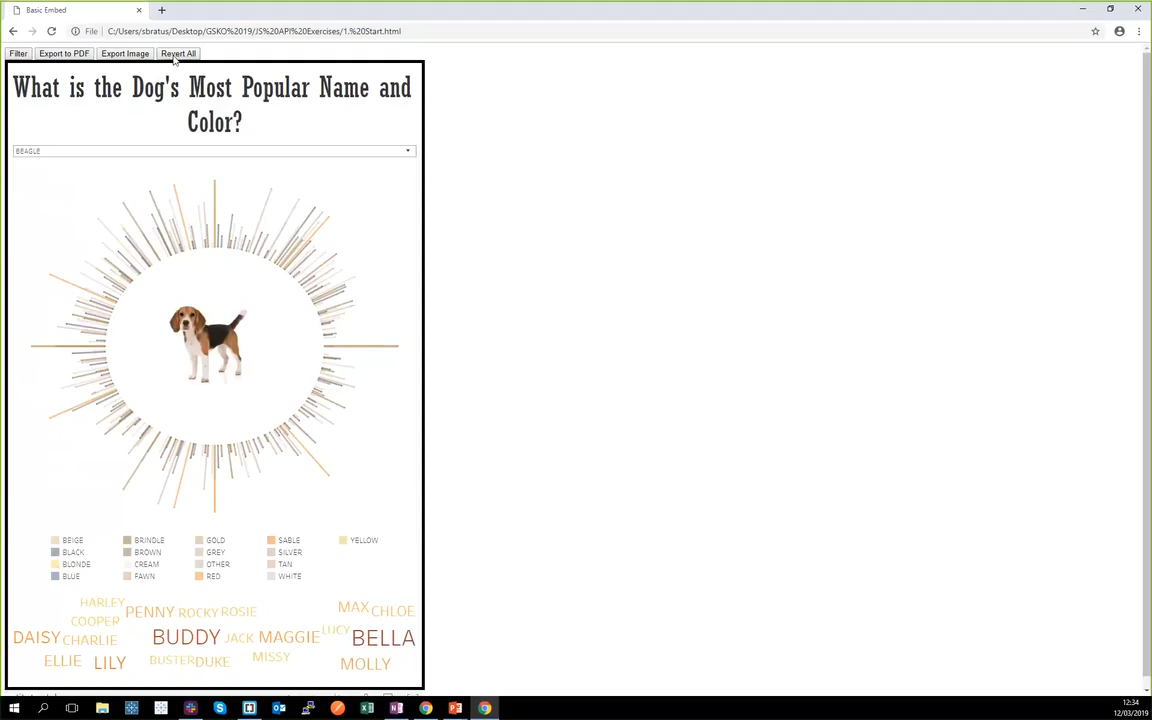 Basic Embed
File
C:/Users/sbratus/Desktop/GSKO%2019/JS%20API%20Exercises/1.%20Start.html
Filter
Export to PDF
Export Image
Revert All
What is the Dog's Most Popular Name and
Color?
BEAGLE
BEIGE BRINDLE GOLD SABLE YELLOW
BLACK BROWN GREY SILVER
BLONDE CREAM OTHER TAN
BLUE FAWN RED WHITE
HARLEY PENNY ROCKY ROSIE MAX CHLOE
COOPER
DAISY CHARLIE BUDDY JACK MAGGIE LUCY BELLA
ELLIE LILY BUSTER DUKE MISSY MOLLY
12:34
12/03/2019